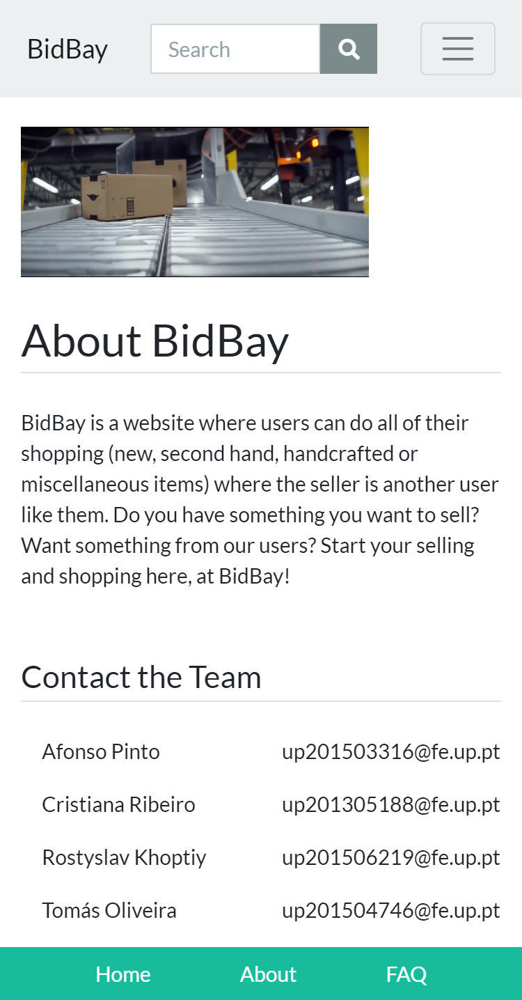 BidBay
Search
About BidBay
BidBay is a website where users can do all of their
shopping (new, second hand, handcrafted or
miscellaneous items) where the seller is another user
like them. Do you have something you want to sell?
Want something from our users? Start your selling
and shopping here, at BidBay!
Contact the Team
Afonso Pinto up201503316@fe.up.pt
Cristiana Ribeiro up201305188@fe.up.pt
Rostyslav Khoptiy up201506219@fe.up.pt
Tomás Oliveira up201504746@fe.up.pt
Home About FAQ